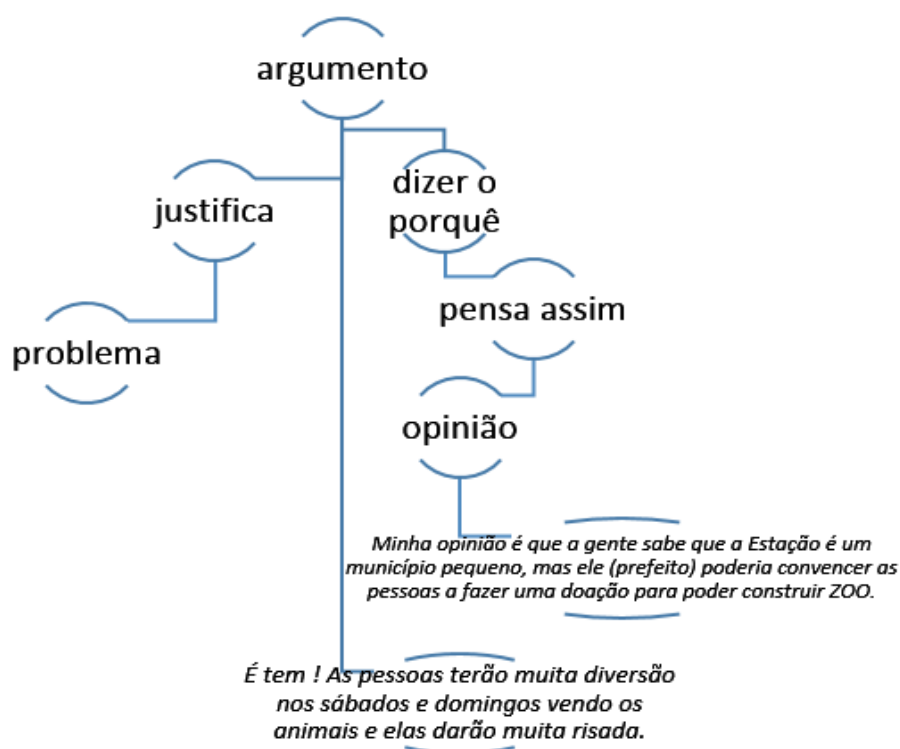 argumento
justifica
dizer o
porquê
pensa assim
problema
opinião
Minha opinião é que a gente sabe que a Estação é um
município pequeno, mas ele (prefeito) poderia convencer as
pessoas a fazer uma doação para poder construir ZOO.
É tem ! As pessoas terão muita diversão
nos sábados e domingos vendo os
animais e elas darão muita risada.